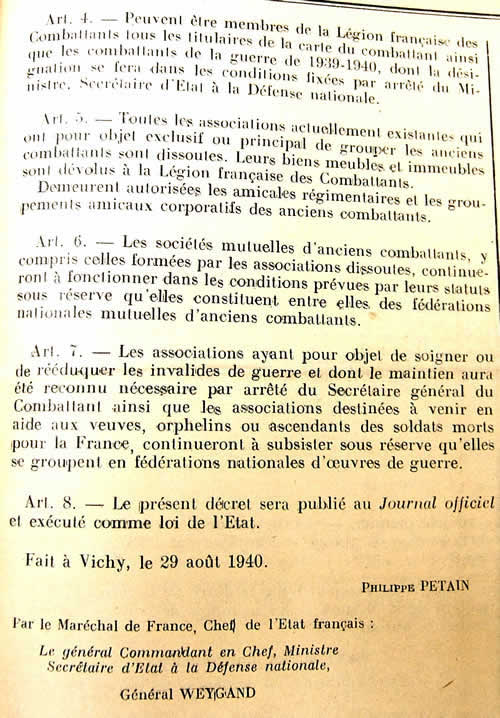 Art. 4. — Peuvent être membres de la Légion française des
Combattants tous les titulaires de la carte du combattant ainsi
que les combattants de la guerre de 1939-1940, dont la dési-
gnation se fera dans les conditions fixées par arrêté du Mi-
nistre, Secrétaire d'Etat à la Défense nationale.
Art. 5. — Toutes les associations actuellement existantes qui
ont pour objet exclusif ou principal de grouper les anciens
combattants sont dissoutes. Leurs biens meubles et immeubles
sont dévolus à la Légion française des Combattants.
Demeurent autorisées les amicales régimentaires et les grou-
pements amicaux corporatifs des anciens combattants.
Art. 6. — Les sociétés mutuelles d'anciens combattants, y
compris celles formées par les associations dissoutes, continue-
ront à fonctionner dans les conditions prévues par leurs statuts
sous réserve qu'elles constituent entre elles des fédérations
nationales mutuelles d'anciens combattants.
Art. 7. — Les associations ayant pour objet de soigner ou
de rééduquer les invalides de guerre et dont le maintien aura
été reconnu nécessaire par arrêté du Secrétaire général du
Combattant ainsi que les associations destinées à venir en
aide aux veuves, orphelins ou ascendants des soldats morts
pour la France, continueront à subsister sous réserve qu'elles
se groupent en fédérations nationales d'œuvres de guerre.
Art. 8. — Le présent décret sera publié au Journal officiel
et exécuté comme loi de l'Etat.
Fait à Vichy, le 29 août 1940.
Philippe PETAIN
Par le Maréchal de France, Chef de l'Etat français :
Le général Commandant en Chef, Ministre
Secrétaire d'Etat à la Défense nationale,
Général WEYGAND